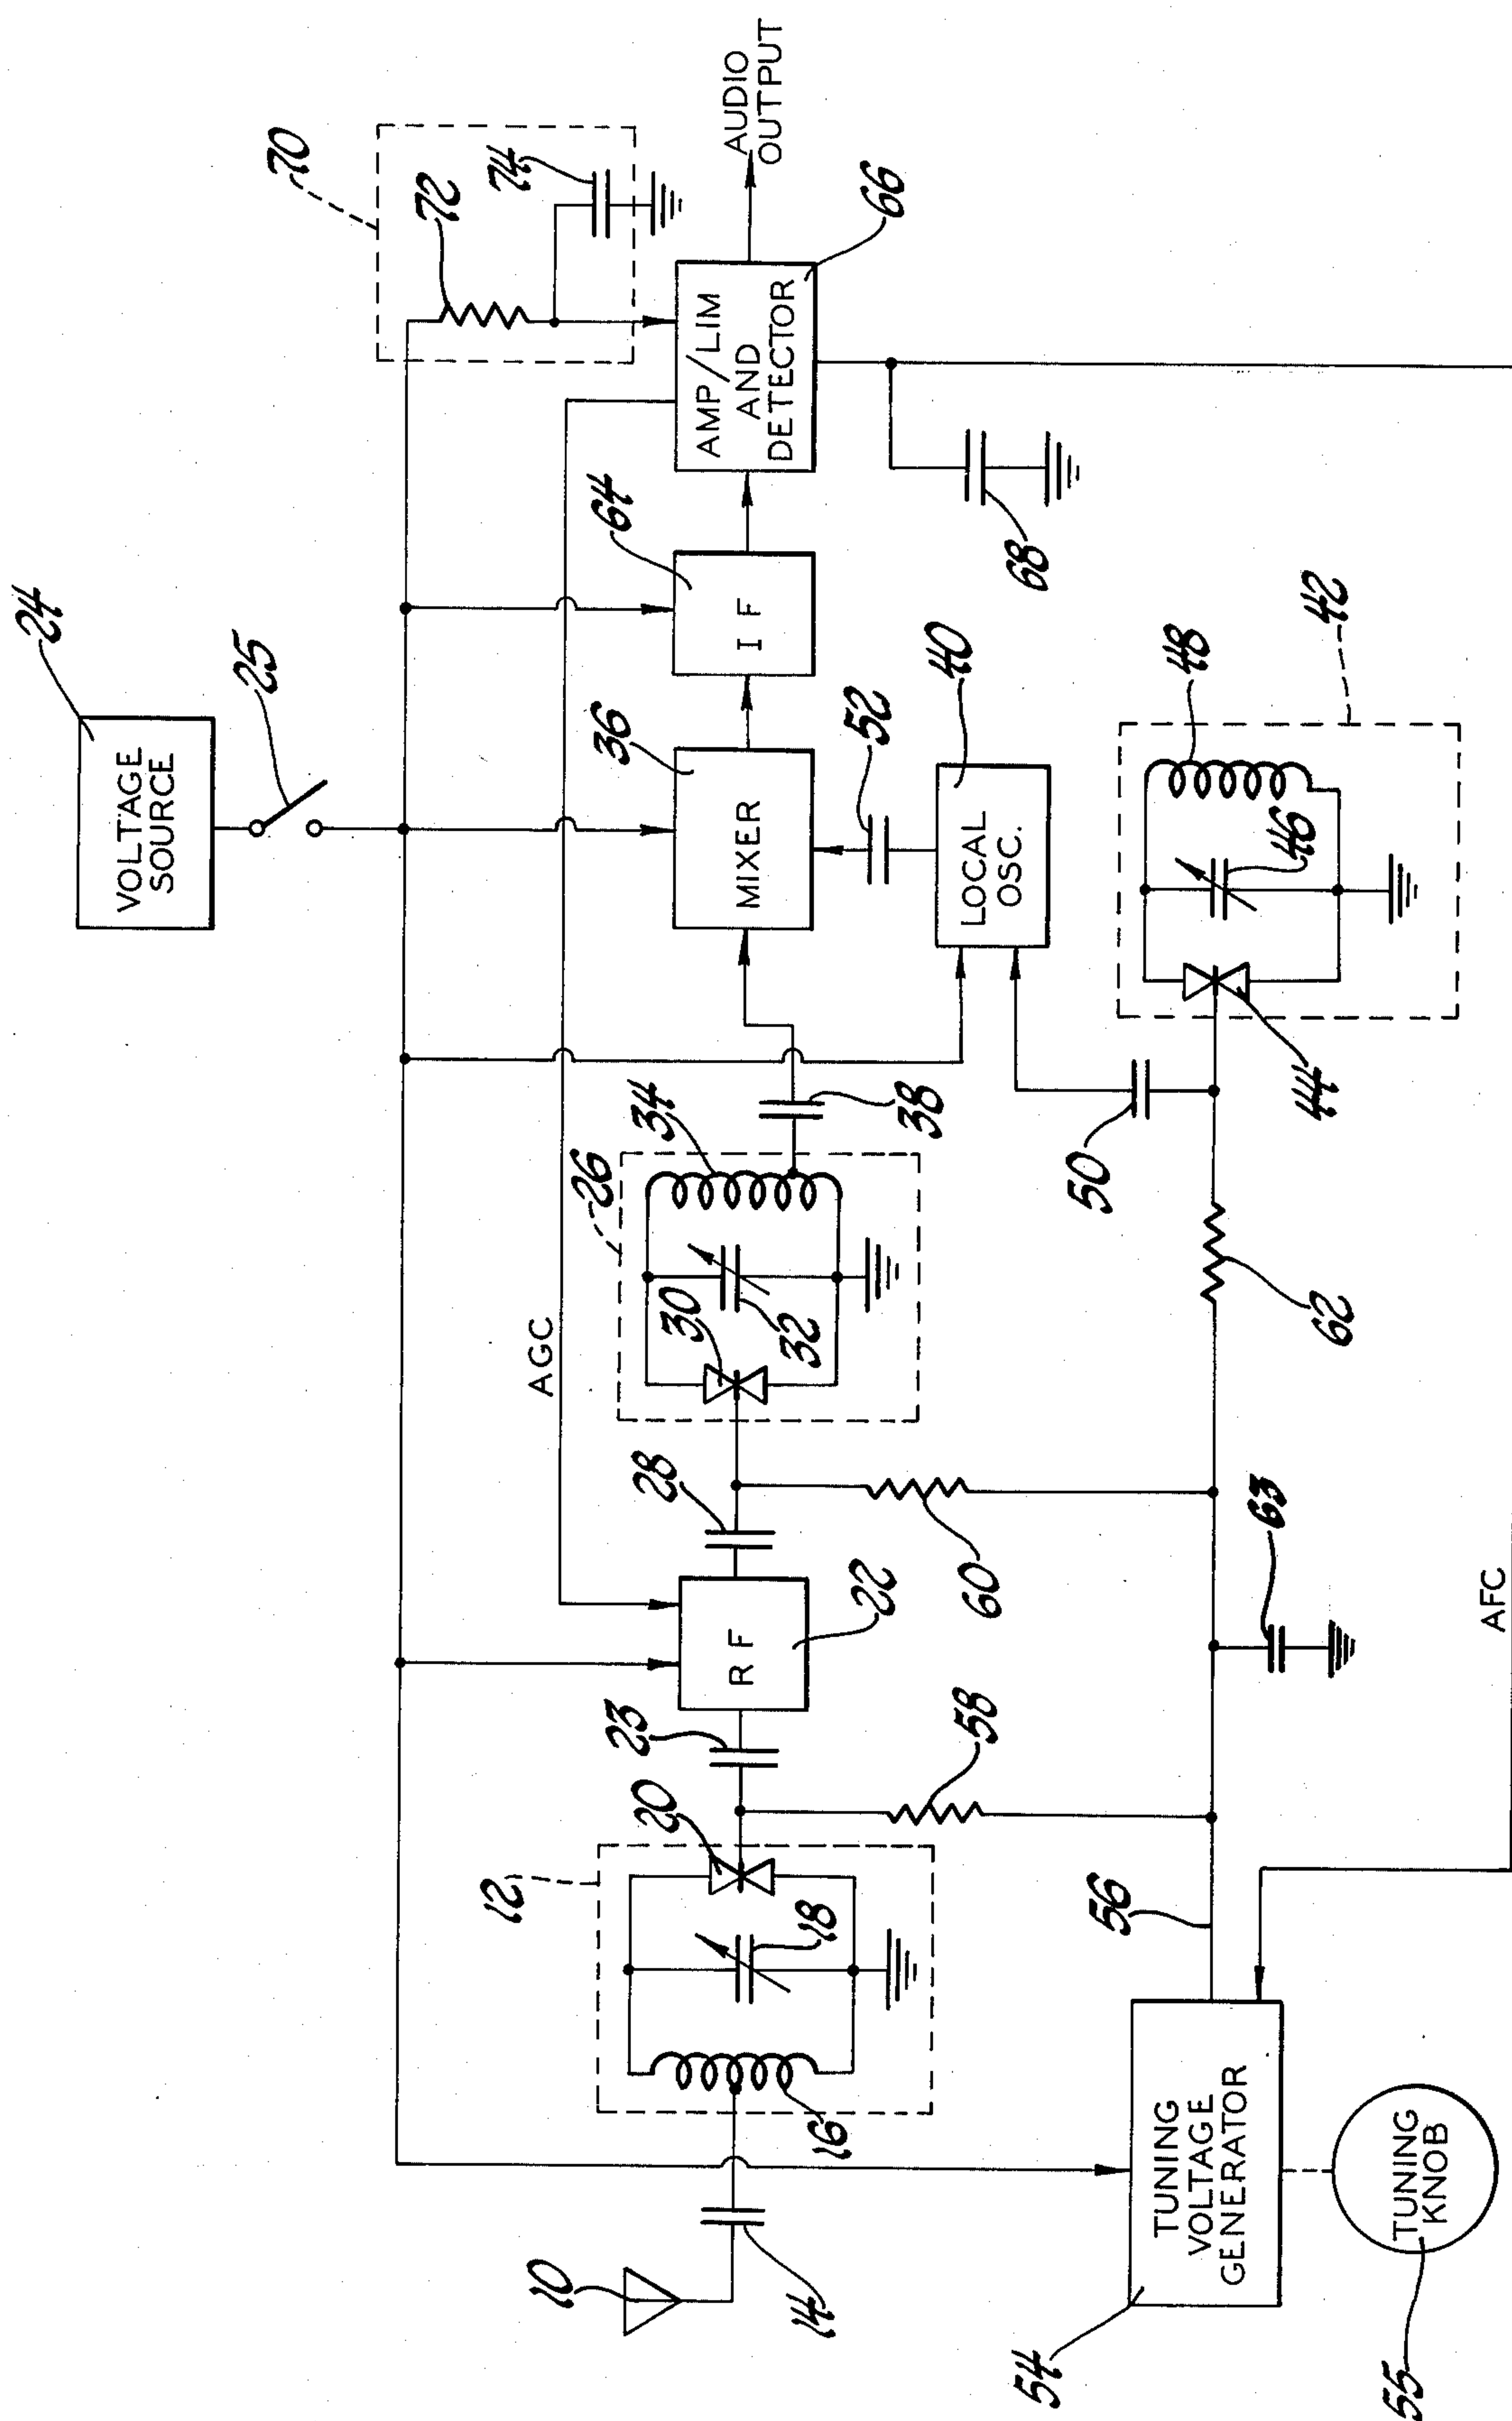 24
VOLTAGE
SOURCE
25
70
72
74
AGC
10
14
12
16
18
20
23
RF
22
28
26
30
32
34
38
MIXER
36
IF
64
AMP/LIM
AND
DETECTOR
66
AUDIO
OUTPUT
52
LOCAL
OSC.
40
68
58
60
50
42
44
46
48
54
TUNING
VOLTAGE
GENERATOR
56
63
62
55
TUNING
KNOB
AFC